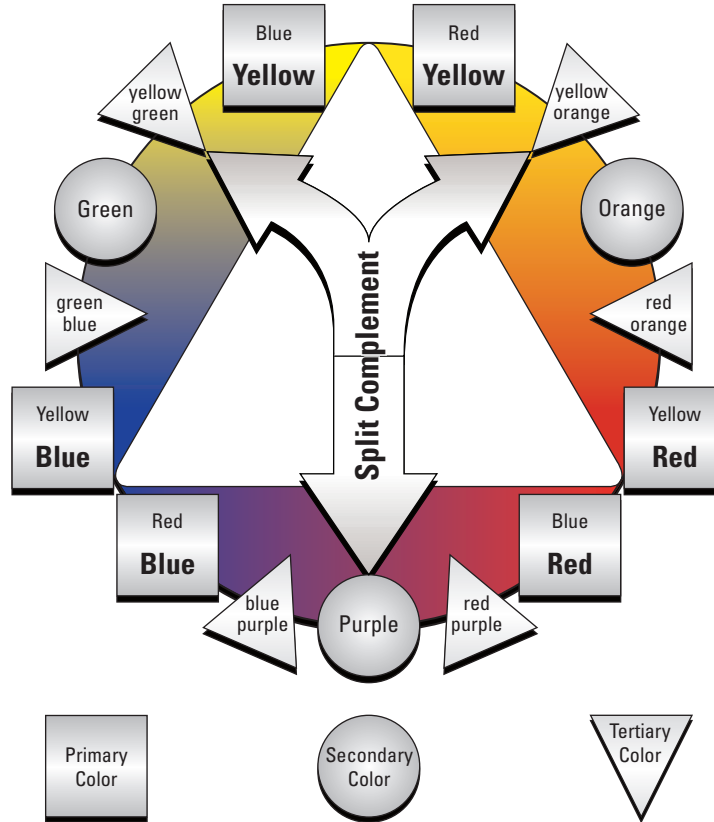 Blue
Yellow
Red
Yellow
yellow
green
yellow
orange
Green
Orange
green
blue
red
orange
Split Complement
Yellow
Blue
Yellow
Red
Red
Blue
Blue
Red
blue
purple
Purple
red
purple
Primary
Color
Secondary
Color
Tertiary
Color